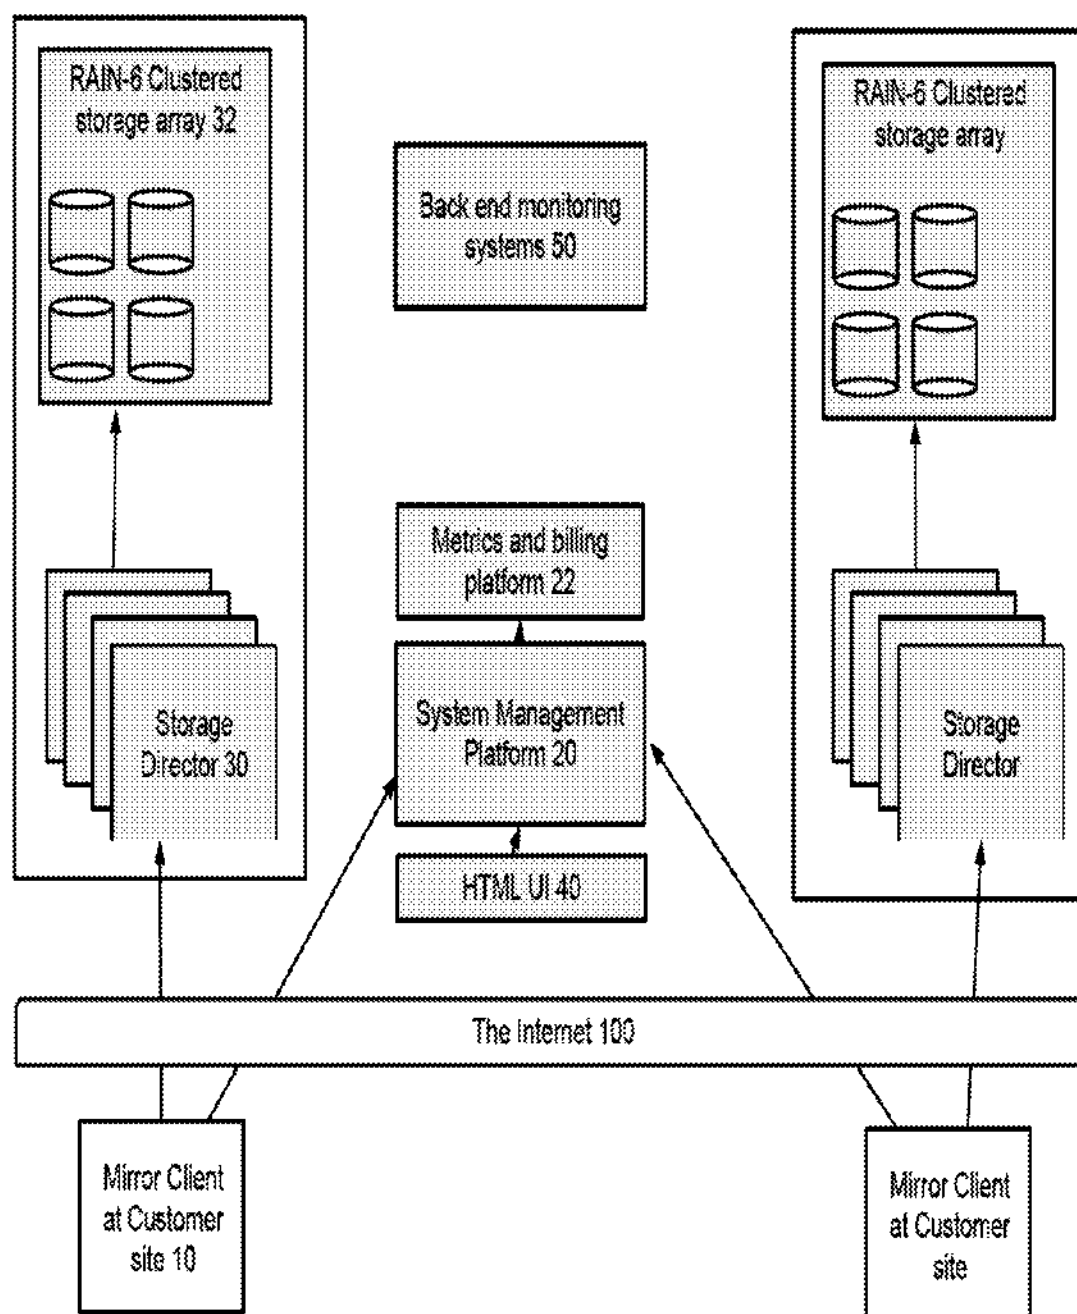 RAIN-6 Clustered
storage array 32
RAIN-6 Clustered
storage array
Back end monitoring
systems 50
Metrics and billing
platform 22
Storage
Director 30
System Management
Platform 20
Storage
Director
HTML UI 40
The Internet 100
Mirror Client
at Customer
site 10
Mirror Client
at Customer
site